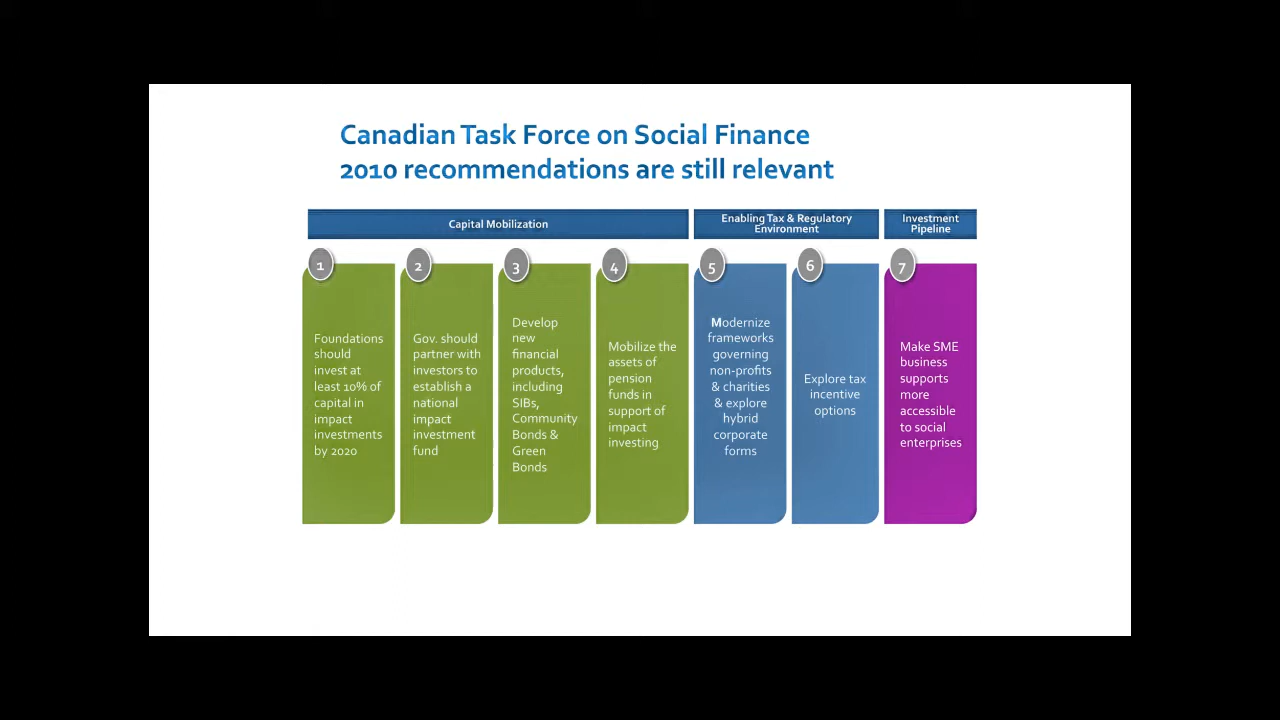 Canadian Task Force on Social Finance
2010 recommendations are still relevant
Capital Mobilization
Enabling Tax & Regulatory
Environment
Investment
Pipeline
1
Foundations
should
invest at
least 10% of
capital in
impact
investments
by 2020
2
Gov. should
partner with
investors to
establish a
national
impact
investment
fund
3
Develop
new
financial
products,
including
SIBs,
Community
Bonds &
Green
Bonds
4
Mobilize the
assets of
pension
funds in
support of
impact
investing
5
Modernize
frameworks
governing
non-profits
& charities
& explore
hybrid
corporate
forms
6
Explore tax
incentive
options
7
Make SME
business
supports
more
accessible
to social
enterprises